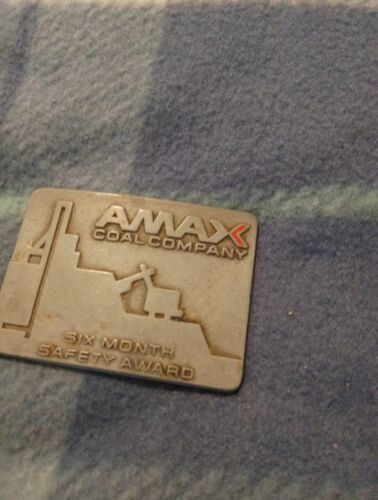 AMAX
COAL COMPANY
SIX MONTH
SAFETY AWARD